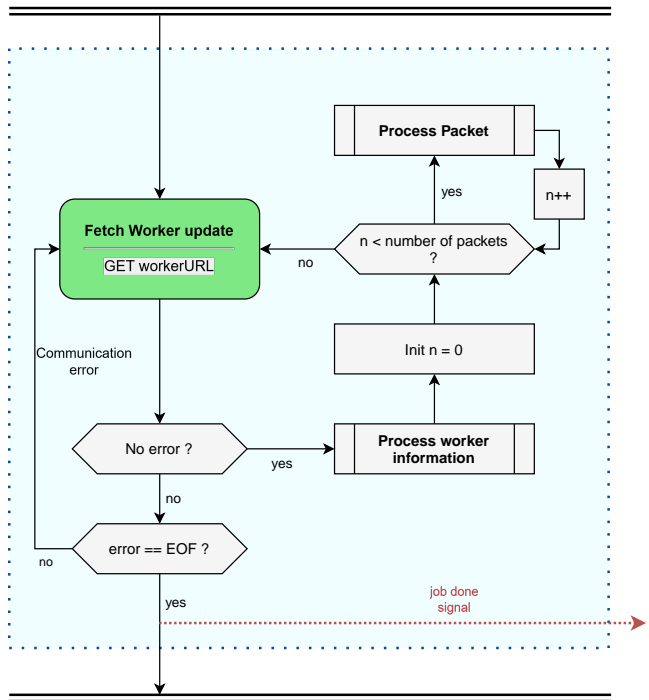 Process Packet
yes
n++
Fetch Worker update
GET workerURL
n < number of packets
?
no
Init n = 0
Communication
error
No error ?
yes
Process worker
information
no
error == EOF ?
no
yes
job done
signal